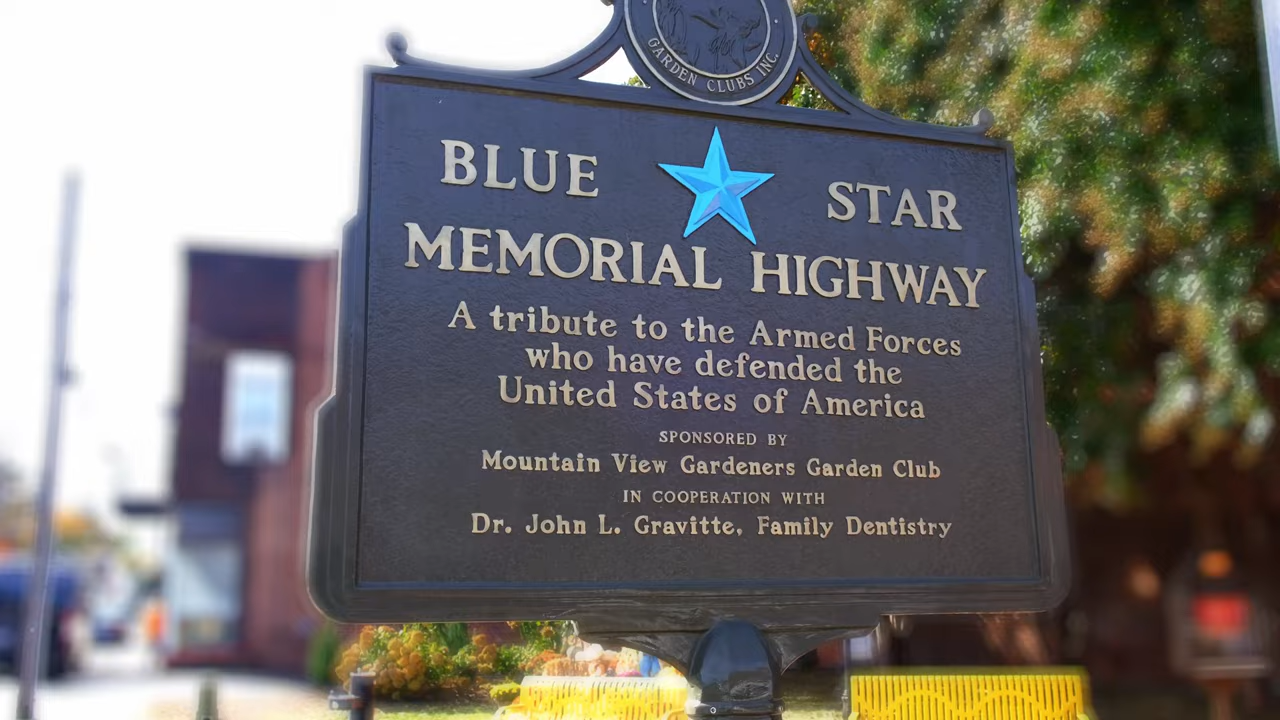 GARDEN CLUBS INC.
BLUE STAR
MEMORIAL HIGHWAY
A tribute to the Armed Forces
who have defended the
United States of America
SPONSORED BY
Mountain View Gardeners Garden Club
IN COOPERATION WITH
Dr. John L. Gravitte, Family Dentistry